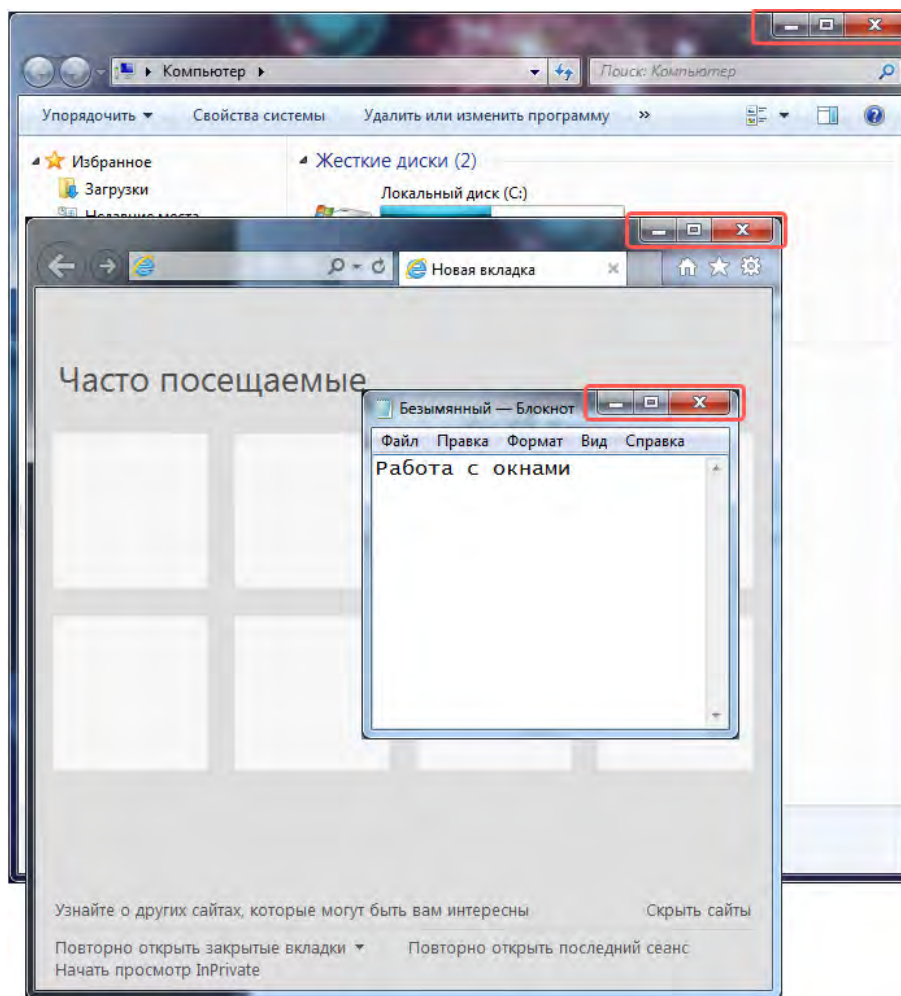 Компьютер
Поиск: Компьютер
Упорядочить Свойства системы Удалить или изменить программу »
Избранное
Жесткие диски (2)
Загрузки
Локальный диск (C:)
Недавние места
Новая вкладка
Часто посещаемые
Безымянный — Блокнот
Файл Правка Формат Вид Справка
Работа с окнами
Узнайте о других сайтах, которые могут быть вам интересны Скрыть сайты
Повторно открыть закрытые вкладки Повторно открыть последний сеанс
Начать просмотр InPrivate